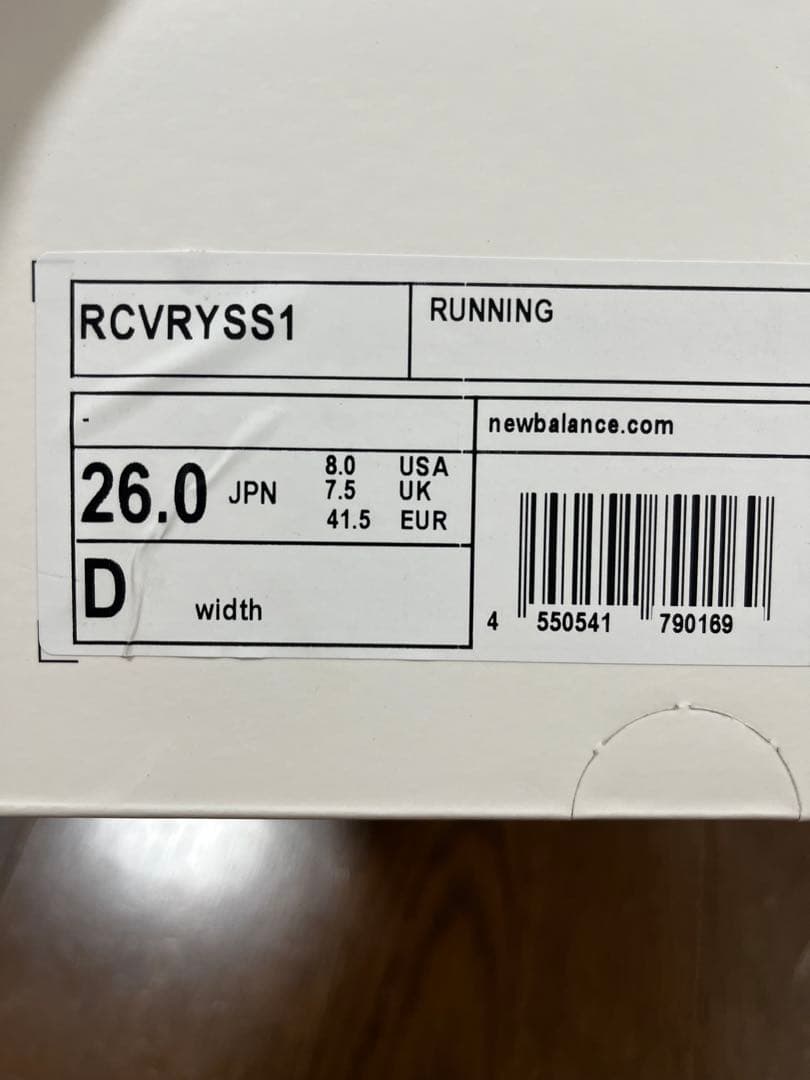 RCVRYSS1
RUNNING
-
newbalance.com
26.0 JPN
8.0 USA
7.5 UK
41.5 EUR
D width
4 550541 790169